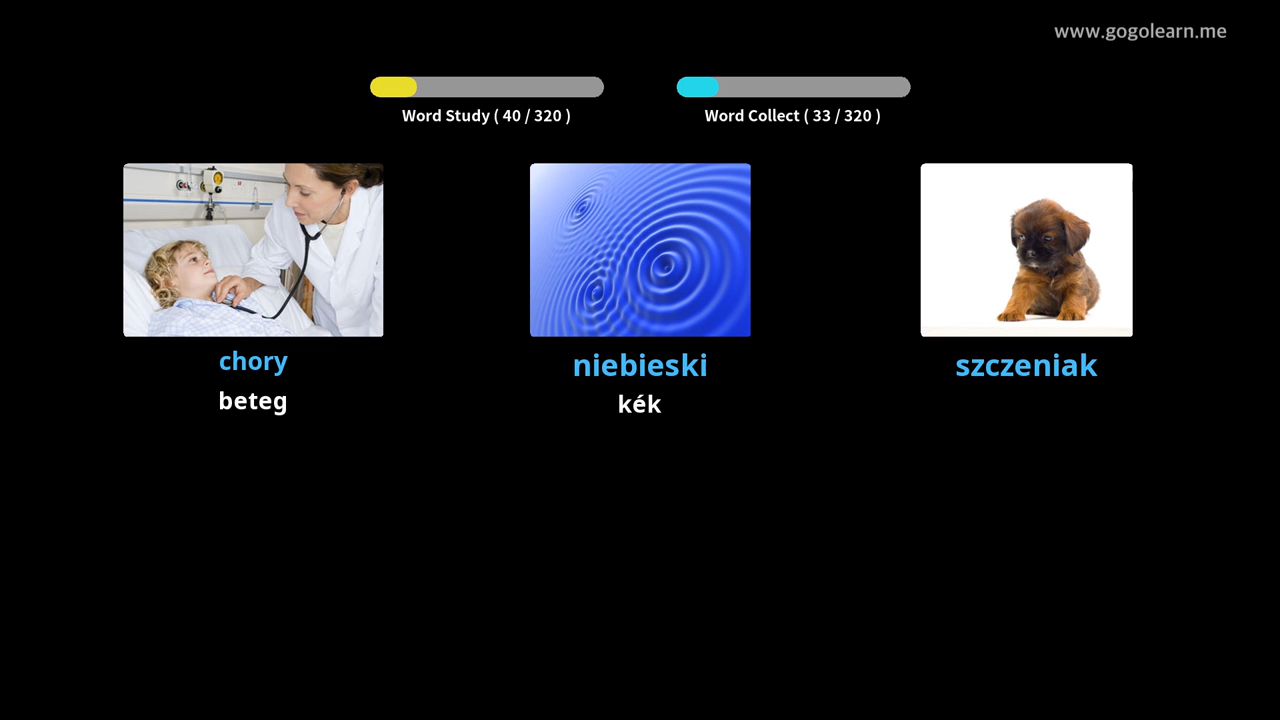 www.gogolearn.me
Word Study ( 40 / 320 )
Word Collect ( 33 / 320 )
chory
beteg
niebieski
kék
szczeniak